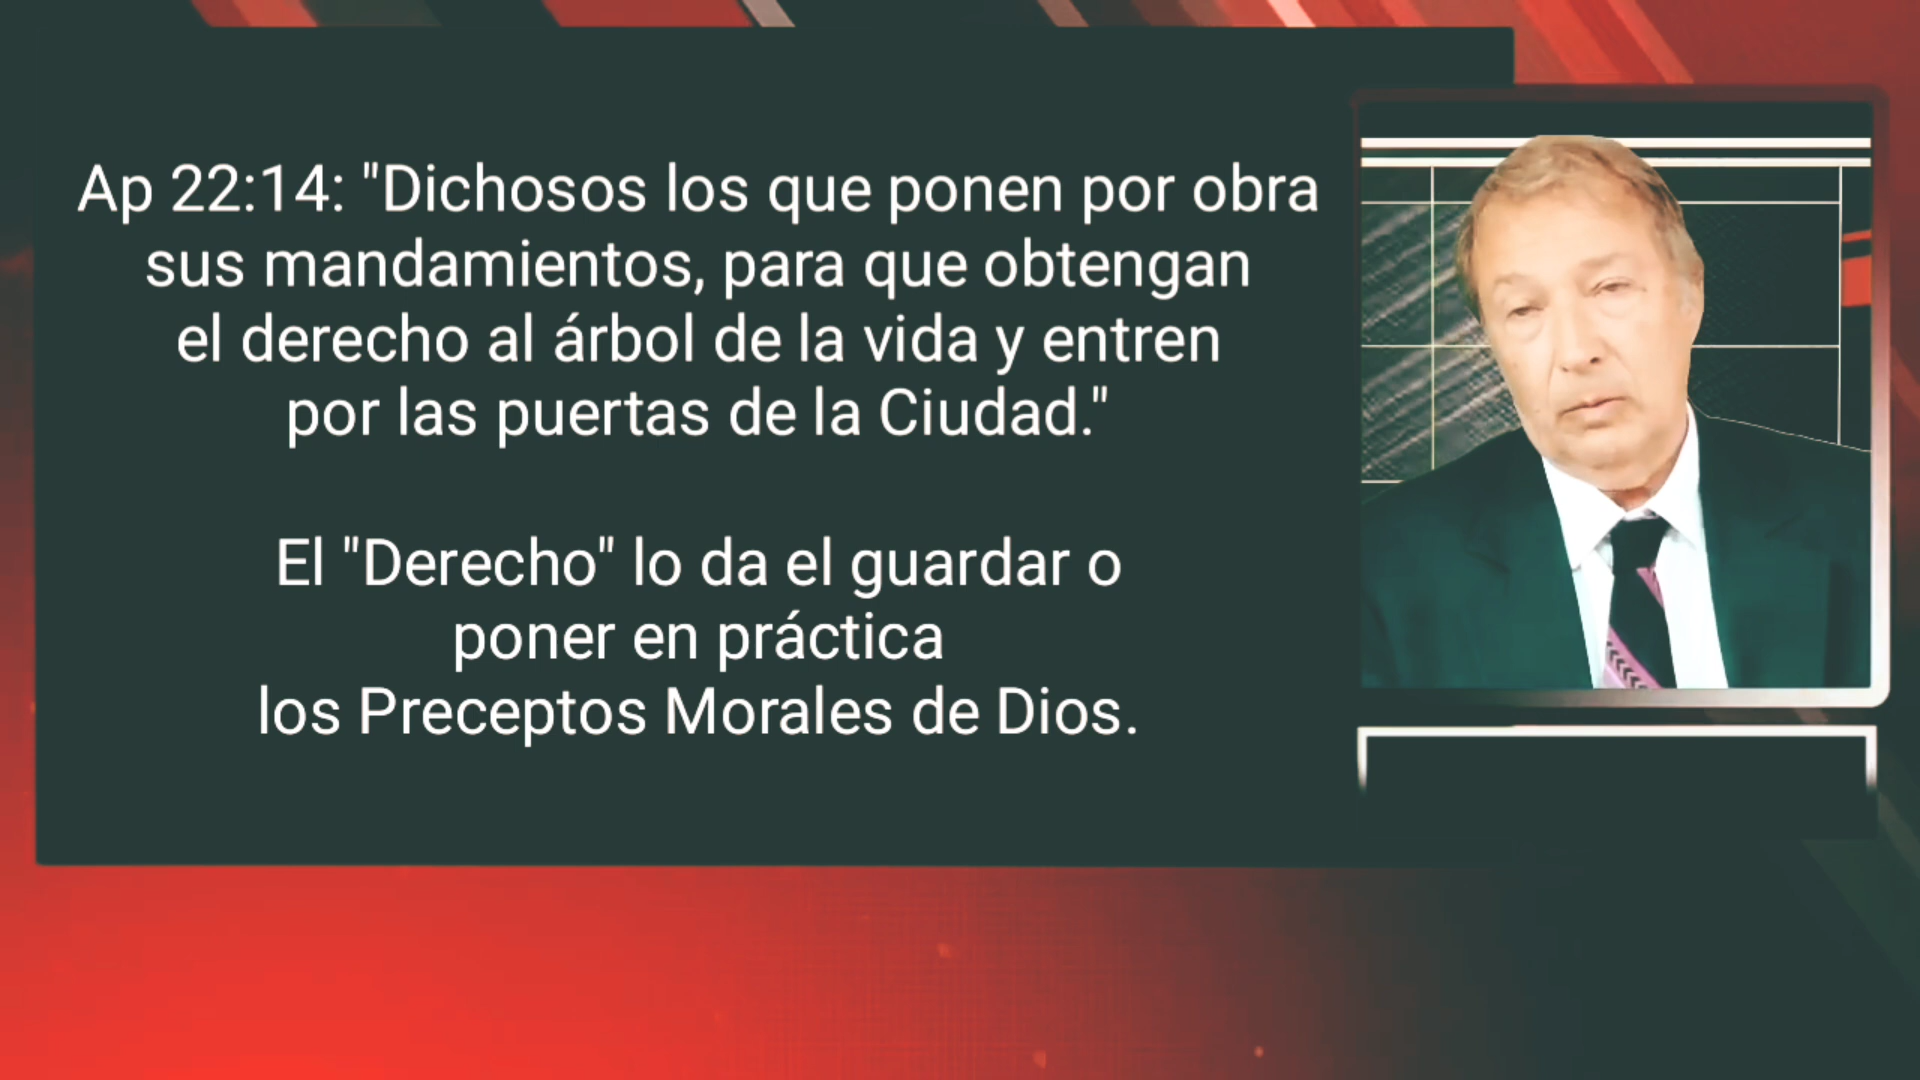 Ap 22:14: "Dichosos los que ponen por obra
sus mandamientos, para que obtengan
el derecho al árbol de la vida y entren
por las puertas de la Ciudad."
El "Derecho" lo da el guardar o
poner en práctica
los Preceptos Morales de Dios.